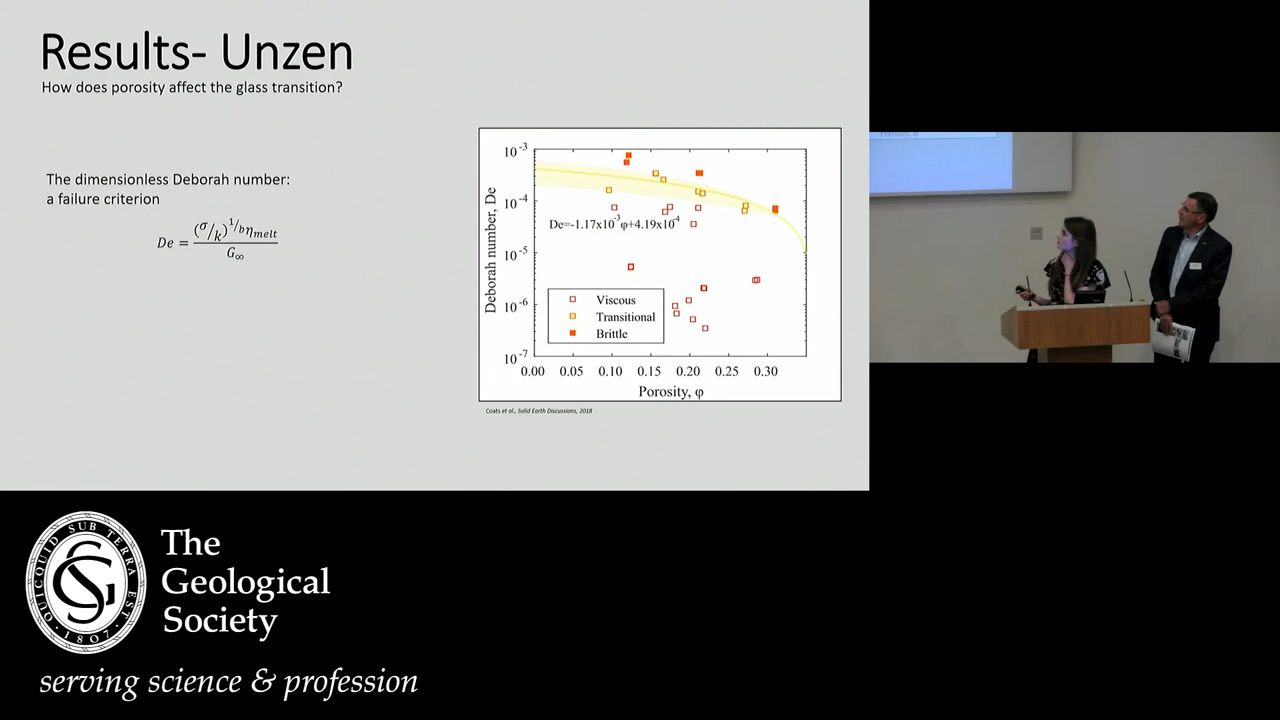 Results- Unzen
How does porosity affect the glass transition?
The dimensionless Deborah number:
a failure criterion
De = (σ/k)^1/b η_melt / G_∞
Deborah number, De
10^-3
10^-4
10^-5
10^-6
10^-7
De=-1.17x10^-3 φ+4.19x10^-4
Viscous
Transitional
Brittle
0.00 0.05 0.10 0.15 0.20 0.25 0.30
Porosity, φ
Coats et al., Solid Earth Discussions, 2018
QUICQUID SUB TERRA EST
· 1807 ·
The
Geological
Society
serving science & profession